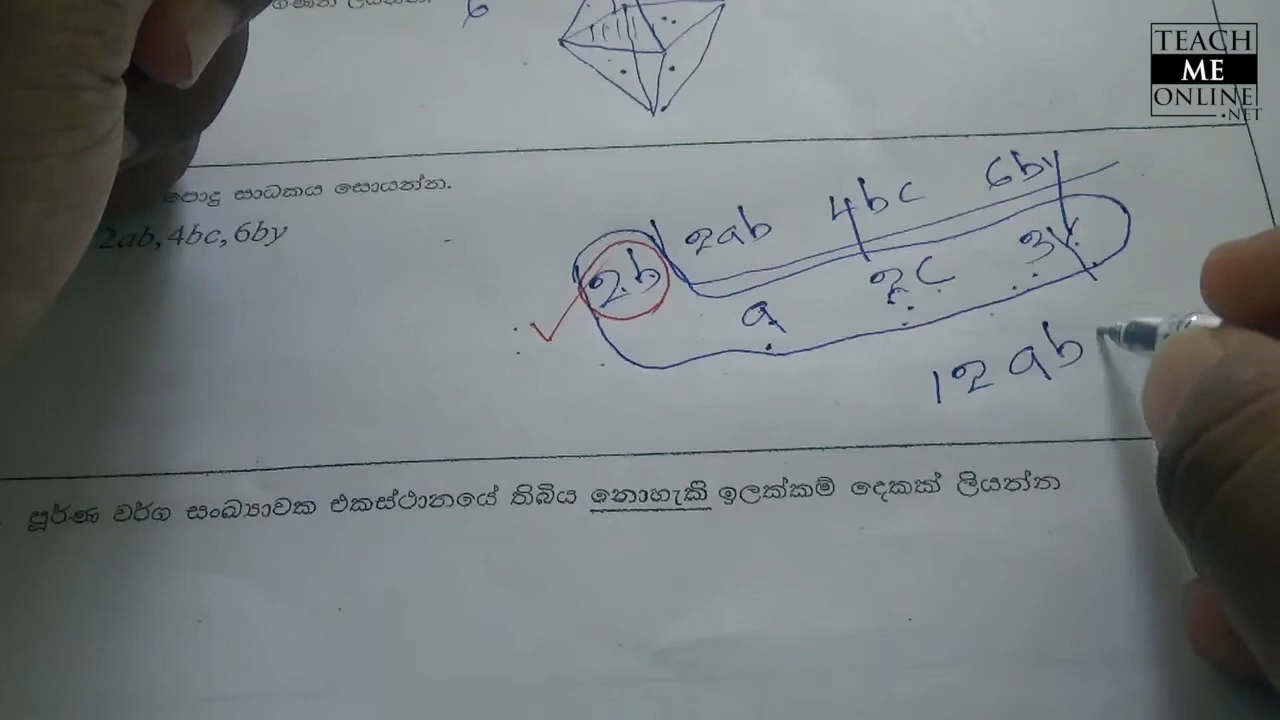 ලියන්න. 6
TEACH
ME
ONLINE
.NET
පොදු සාධකය සොයන්න.
2ab, 4bc, 6by
2ab 4bc 6by
2b a 2c 3y
12 ab
පූර්ණ වර්ග සංඛ්‍යාවක එකස්ථානයේ තිබිය නොහැකි ඉලක්කම් දෙකක් ලියන්න